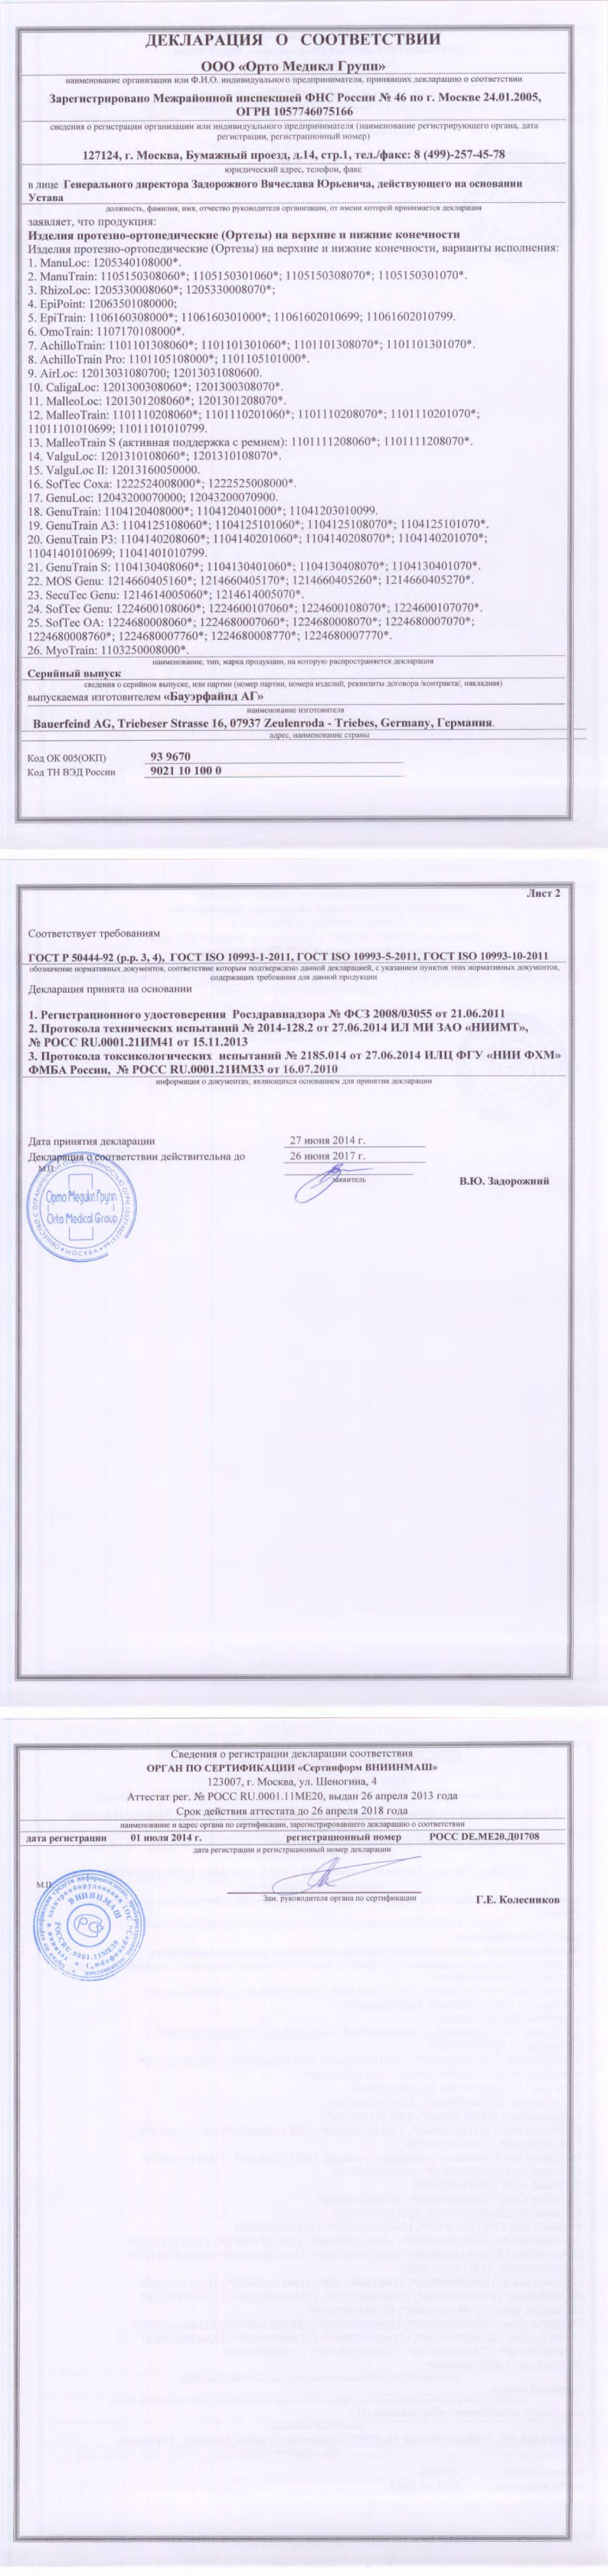 ДЕКЛАРАЦИЯ О СООТВЕТСТВИИ
ООО «Орто Медикл Групп»
наименование организации или Ф.И.О. индивидуального предпринимателя, принявших декларацию о соответствии
Зарегистрировано Межрайонной инспекцией ФНС России № 46 по г. Москве 24.01.2005,
ОГРН 1057746075166
сведения о регистрации организации или индивидуального предпринимателя (наименование регистрирующего органа, дата
регистрации, регистрационный номер)
127124, г. Москва, Бумажный проезд, д.14, стр.1, тел./факс: 8 (499)-257-45-78
юридический адрес, телефон, факс
в лице Генерального директора Задорожного Вячеслава Юрьевича, действующего на основании
Устава
должность, фамилия, имя, отчество руководителя организации, от имени которой принимается декларация
заявляет, что продукция:
Изделия протезно-ортопедические (Ортезы) на верхние и нижние конечности
Изделия протезно-ортопедические (Ортезы) на верхние и нижние конечности, варианты исполнения:
1. ManuLoc: 1205340108000*.
2. ManuTrain: 1105150308060*; 1105150301060*; 1105150308070*; 1105150301070*.
3. RhizoLoc: 1205330008060*; 1205330008070*;
4. EpiPoint: 12063501080000;
5. EpiTrain: 1106160308000*; 1106160301000*; 11061602010699; 11061602010799.
6. OmoTrain: 1107170108000*.
7. AchilloTrain: 1101101308060*; 1101101301060*; 1101101308070*; 1101101301070*.
8. AchilloTrain Pro: 1101105108000*; 1101105101000*.
9. AirLoc: 12013031080700; 12013031080600.
10. CaligaLoc: 1201300308060*; 1201300308070*.
11. MalleoLoc: 1201301208060*; 1201301208070*.
12. MalleoTrain: 1101110208060*; 1101110201060*; 1101110208070*; 1101110201070*;
11011101010699; 11011101010799.
13. MalleoTrain S (активная поддержка с ремнем): 1101111208060*; 1101111208070*.
14. ValguLoc: 1201310108060*; 1201310108070*.
15. ValguLoc II: 12013160050000.
16. SofTec Coxa: 1222524008000*; 1222525008000*.
17. GenuLoc: 12043200070000; 12043200070900.
18. GenuTrain: 1104120408000*; 1104120401000*; 11041203010099.
19. GenuTrain A3: 1104125108060*; 1104125101060*; 1104125108070*; 1104125101070*.
20. GenuTrain P3: 1104140208060*; 1104140201060*; 1104140208070*; 1104140201070*;
11041401010699; 11041401010799.
21. GenuTrain S: 1104130408060*; 1104130401060*; 1104130408070*; 1104130401070*.
22. MOS Genu: 1214660405160*; 1214660405170*; 1214660405260*; 1214660405270*.
23. SecuTec Genu: 1214614005060*; 1214614005070*.
24. SofTec Genu: 1224600108060*; 1224600107060*; 1224600108070*; 1224600107070*.
25. SofTec OA: 1224680008060*; 1224680007060*; 1224680008070*; 1224680007070*;
1224680008760*; 1224680007760*; 1224680008770*; 1224680007770*.
26. MyoTrain: 1103250008000*.
наименование, тип, марка продукции, на которую распространяется декларация
Серийный выпуск
сведения о серийном выпуске, или партии (номер партии, номера изделий, реквизиты договора /контракта/, накладная)
выпускаемая изготовителем «Бауэрфайнд АГ»
наименование изготовителя
Bauerfeind AG, Triebeser Strasse 16, 07937 Zeulenroda - Triebes, Germany, Германия.
адрес, наименование страны
Код ОК 005(ОКП) 93 9670
Код ТН ВЭД России 9021 10 100 0
Лист 2
Соответствует требованиям
ГОСТ Р 50444-92 (р.р. 3, 4), ГОСТ ISO 10993-1-2011, ГОСТ ISO 10993-5-2011, ГОСТ ISO 10993-10-2011
обозначение нормативных документов, соответствие которым подтверждено данной декларацией, с указанием пунктов этих нормативных документов,
содержащих требования для данной продукции
Декларация принята на основании
1. Регистрационного удостоверения Росздравнадзора № ФСЗ 2008/03055 от 21.06.2011
2. Протокола технических испытаний № 2014-128.2 от 27.06.2014 ИЛ МИ ЗАО «НИИМТ»,
№ РОСС RU.0001.21ИМ41 от 15.11.2013
3. Протокола токсикологических испытаний № 2185.014 от 27.06.2014 ИЛЦ ФГУ «НИИ ФХМ»
ФМБА России, № РОСС RU.0001.21ИМ33 от 16.07.2010
информация о документах, являющихся основанием для принятия декларации
Дата принятия декларации 27 июня 2014 г.
Декларация о соответствии действительна до 26 июня 2017 г.
М.П.
заявитель
В.Ю. Задорожний
Орто Медикл Групп
Orto Medical Group
Сведения о регистрации декларации соответствия
ОРГАН ПО СЕРТИФИКАЦИИ «Сертинформ ВНИИНМАШ»
123007, г. Москва, ул. Шеногина, 4
Аттестат рег. № РОСС RU.0001.11МЕ20, выдан 26 апреля 2013 года
Срок действия аттестата до 26 апреля 2018 года
наименование и адрес органа по сертификации, зарегистрировавшего декларацию о соответствии
дата регистрации 01 июля 2014 г. регистрационный номер РОСС DE.МЕ20.Д01708
дата регистрации и регистрационный номер декларации
М.П.
Зам. руководителя органа по сертификации
Г.Е. Колесников
ВНИИНМАШ